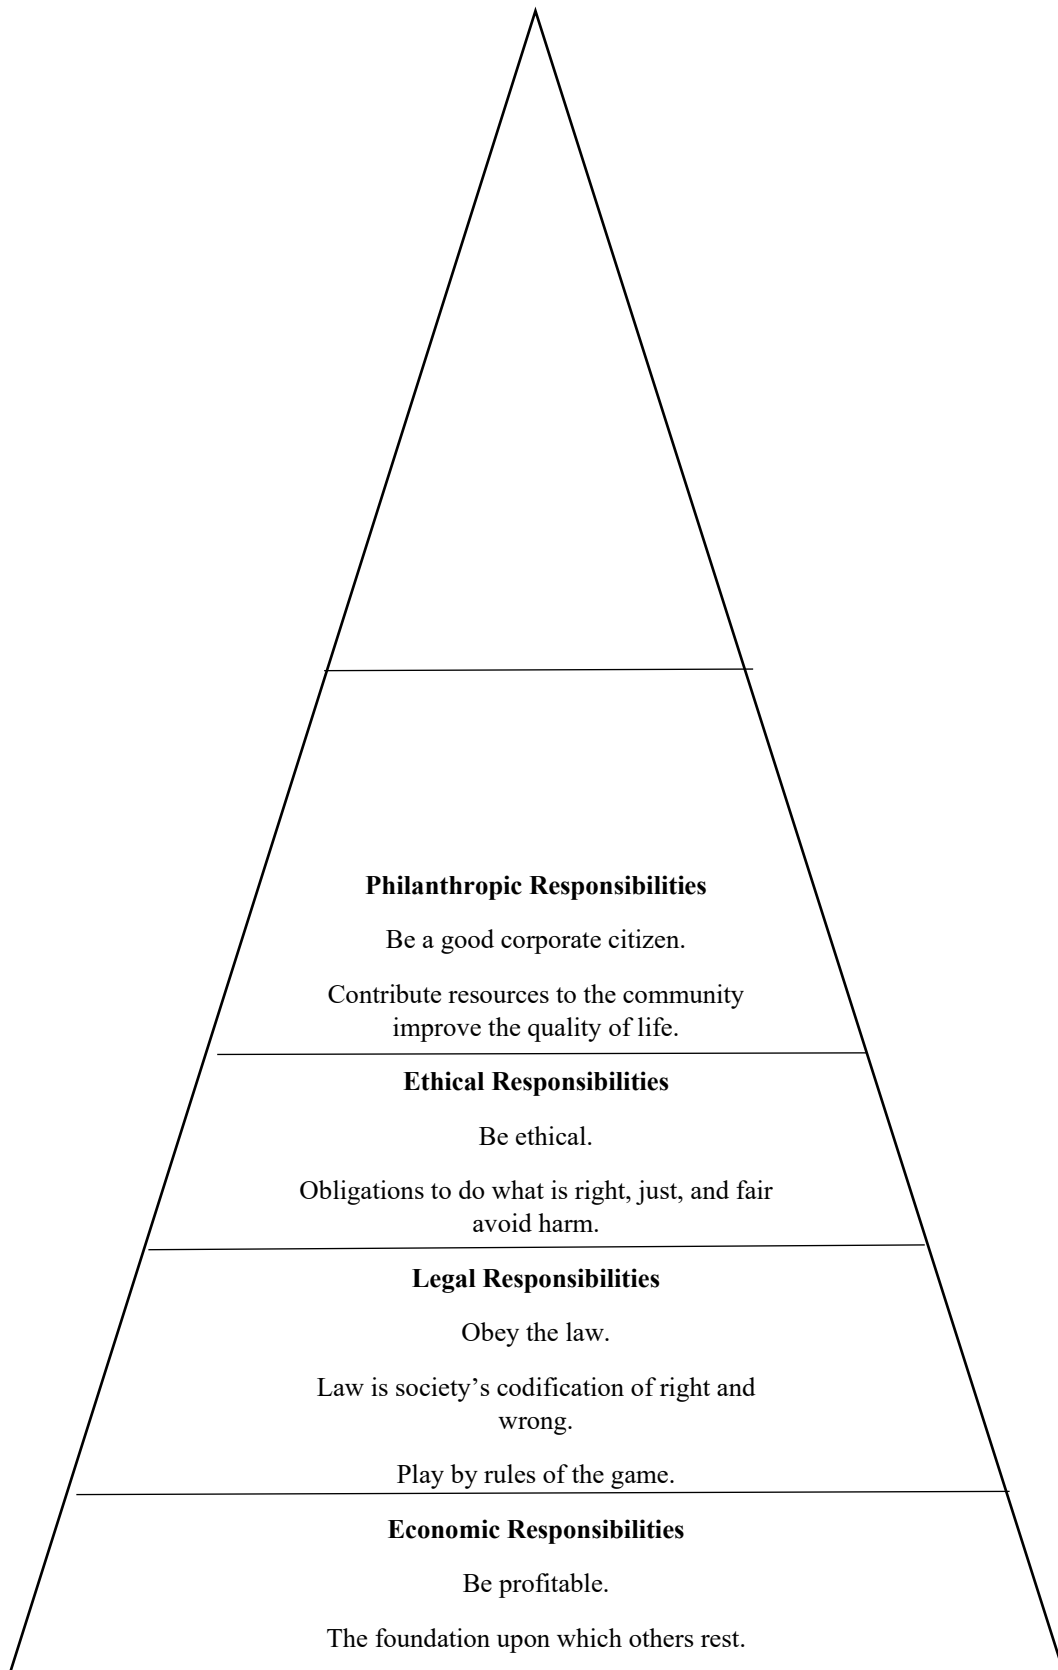 Philanthropic Responsibilities
Be a good corporate citizen.
Contribute resources to the community
improve the quality of life.
Ethical Responsibilities
Be ethical.
Obligations to do what is right, just, and fair
avoid harm.
Legal Responsibilities
Obey the law.
Law is society’s codification of right and
wrong.
Play by rules of the game.
Economic Responsibilities
Be profitable.
The foundation upon which others rest.